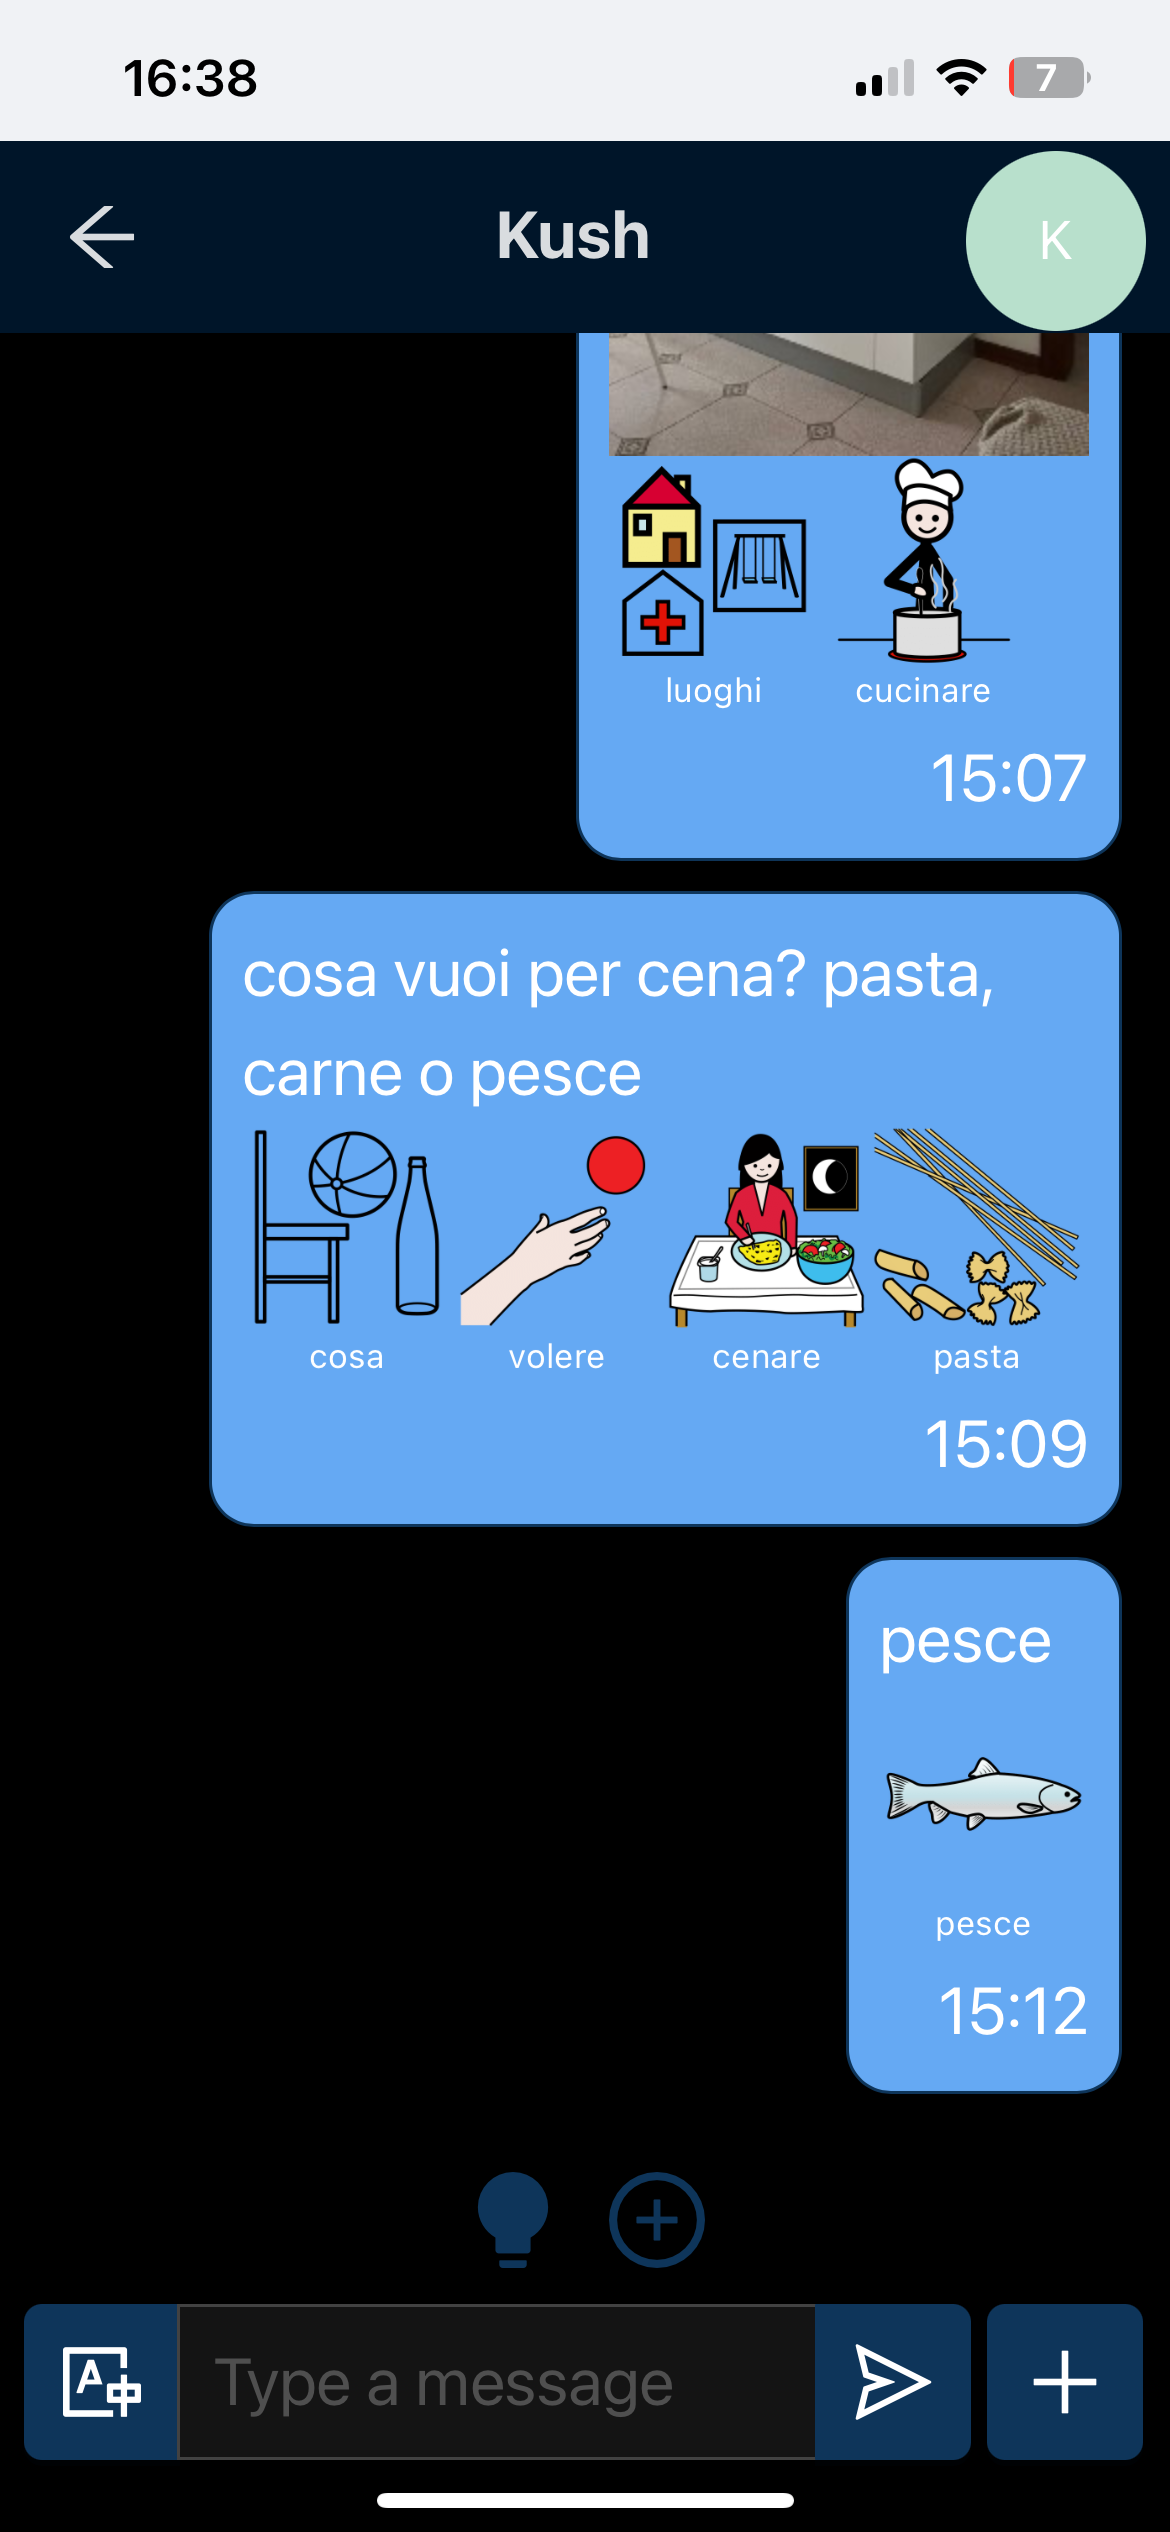 16:38
7
Kush
K
luoghi cucinare
15:07
cosa vuoi per cena? pasta,
carne o pesce
cosa volere cenare pasta
15:09
pesce
pesce
15:12
A
Type a message